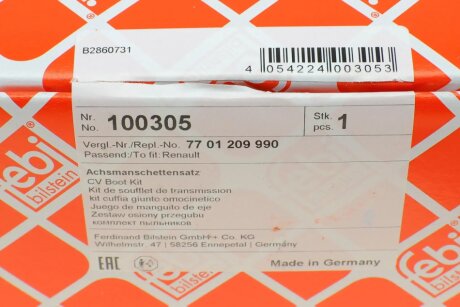 B2860731
4 054224 003053
Nr.
No. 100305
Stk.
pcs. 1
Vergl.-Nr./Repl.-No. 77 01 209 990
Passend:/To fit: Renault
Achsmanschettensatz
CV Boot Kit
Kit de soufflet de transmission
kit cuffia giunto omocinetico
Juego de manguito de eje
Zestaw osłony przegubu
комплект пыльников
Ferdinand Bilstein GmbH + Co. KG
Wilhelmstr. 47 | 58256 Ennepetal | Germany
EAC
Made in Germany
febi
bilstein
febi
bilstein